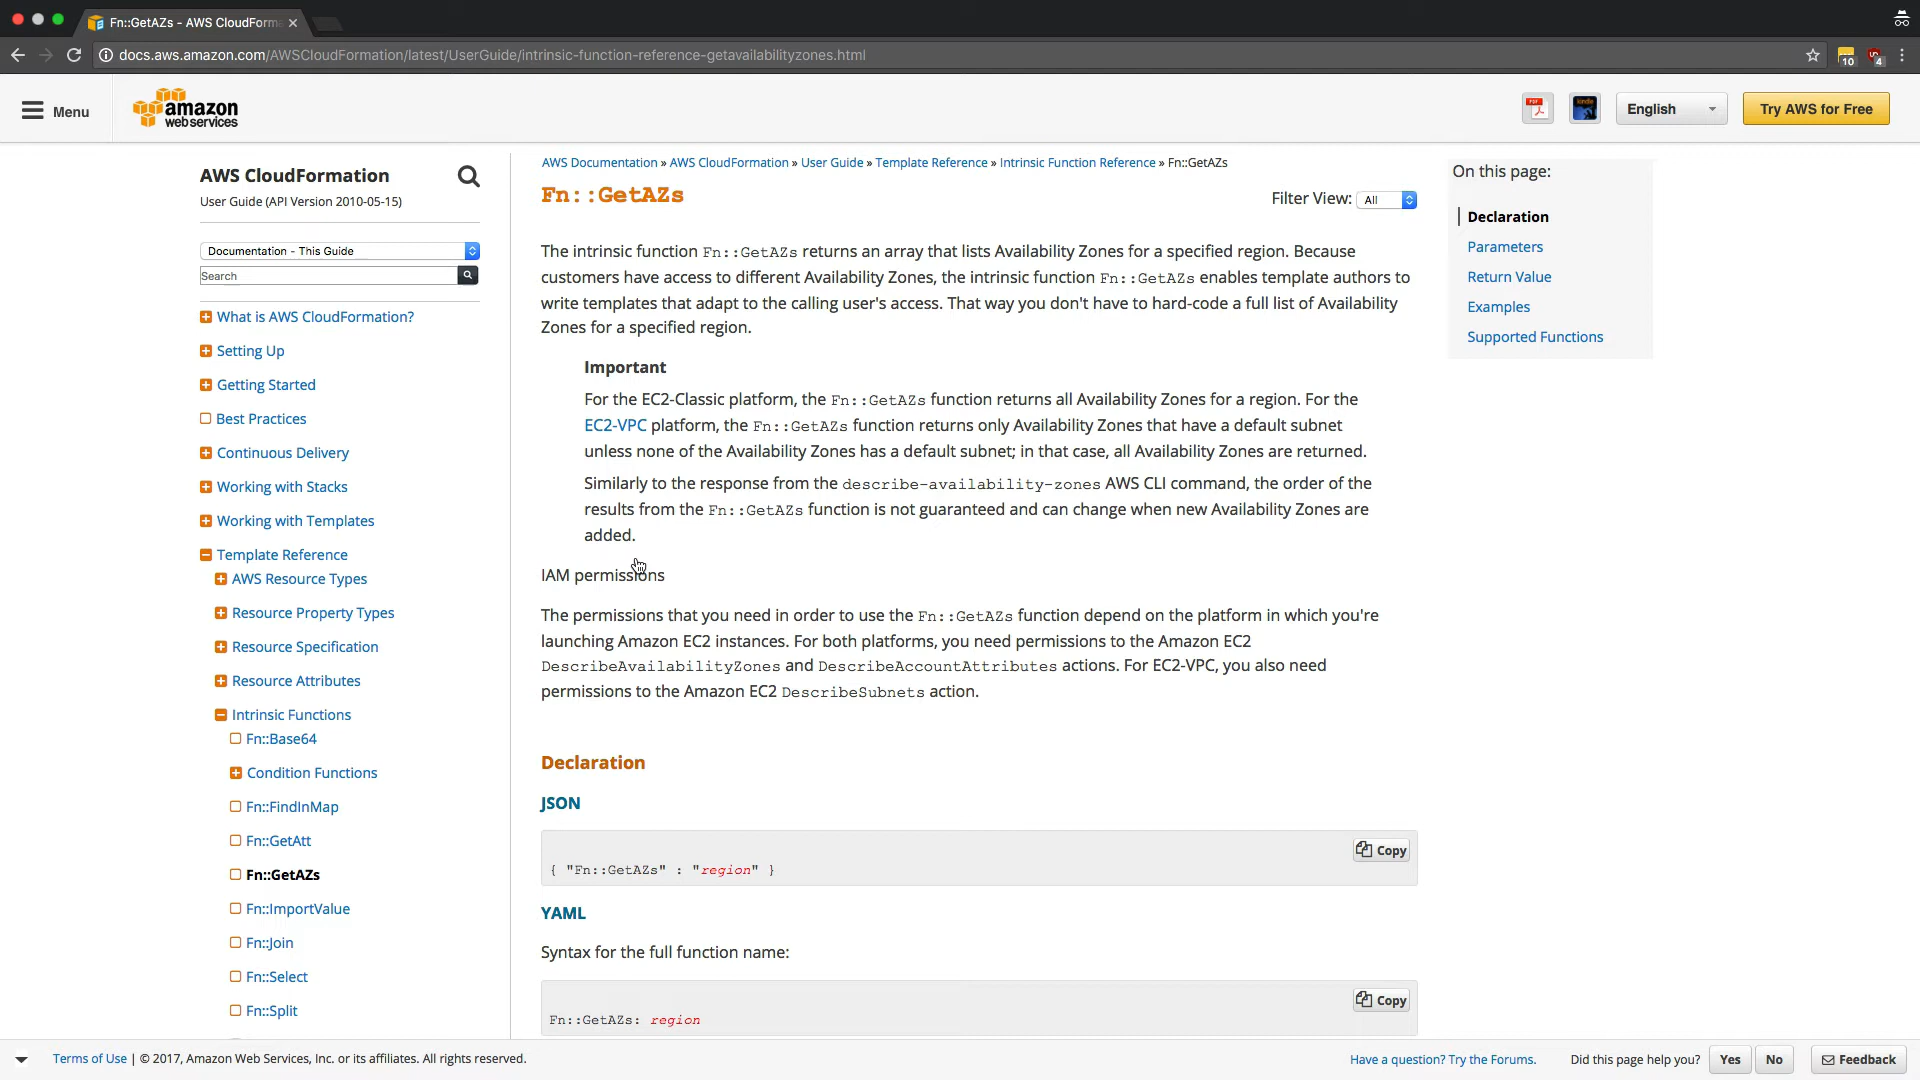 Fn::GetAZs - AWS CloudForm
docs.aws.amazon.com/AWSCloudFormation/latest/UserGuide/intrinsic-function-reference-getavailabilityzones.html
10
4
Menu
amazon
webservices
PDF
kindle
English
Try AWS for Free
AWS CloudFormation
User Guide (API Version 2010-05-15)
Documentation - This Guide
Search
What is AWS CloudFormation?
Setting Up
Getting Started
Best Practices
Continuous Delivery
Working with Stacks
Working with Templates
Template Reference
AWS Resource Types
Resource Property Types
Resource Specification
Resource Attributes
Intrinsic Functions
Fn::Base64
Condition Functions
Fn::FindInMap
Fn::GetAtt
Fn::GetAZs
Fn::ImportValue
Fn::Join
Fn::Select
Fn::Split
AWS Documentation » AWS CloudFormation » User Guide » Template Reference » Intrinsic Function Reference » Fn::GetAZs
Fn::GetAZs
Filter View: All
The intrinsic function Fn::GetAZs returns an array that lists Availability Zones for a specified region. Because
customers have access to different Availability Zones, the intrinsic function Fn::GetAZs enables template authors to
write templates that adapt to the calling user's access. That way you don't have to hard-code a full list of Availability
Zones for a specified region.
Important
For the EC2-Classic platform, the Fn::GetAZs function returns all Availability Zones for a region. For the
EC2-VPC platform, the Fn::GetAZs function returns only Availability Zones that have a default subnet
unless none of the Availability Zones has a default subnet; in that case, all Availability Zones are returned.
Similarly to the response from the describe-availability-zones AWS CLI command, the order of the
results from the Fn::GetAZs function is not guaranteed and can change when new Availability Zones are
added.
IAM permissions
The permissions that you need in order to use the Fn::GetAZs function depend on the platform in which you're
launching Amazon EC2 instances. For both platforms, you need permissions to the Amazon EC2
DescribeAvailabilityZones and DescribeAccountAttributes actions. For EC2-VPC, you also need
permissions to the Amazon EC2 DescribeSubnets action.
Declaration
JSON
Copy
{ "Fn::GetAZs" : "region" }
YAML
Syntax for the full function name:
Copy
Fn::GetAZs: region
On this page:
Declaration
Parameters
Return Value
Examples
Supported Functions
Terms of Use | © 2017, Amazon Web Services, Inc. or its affiliates. All rights reserved.
Have a question? Try the Forums.
Did this page help you?
Yes
No
Feedback